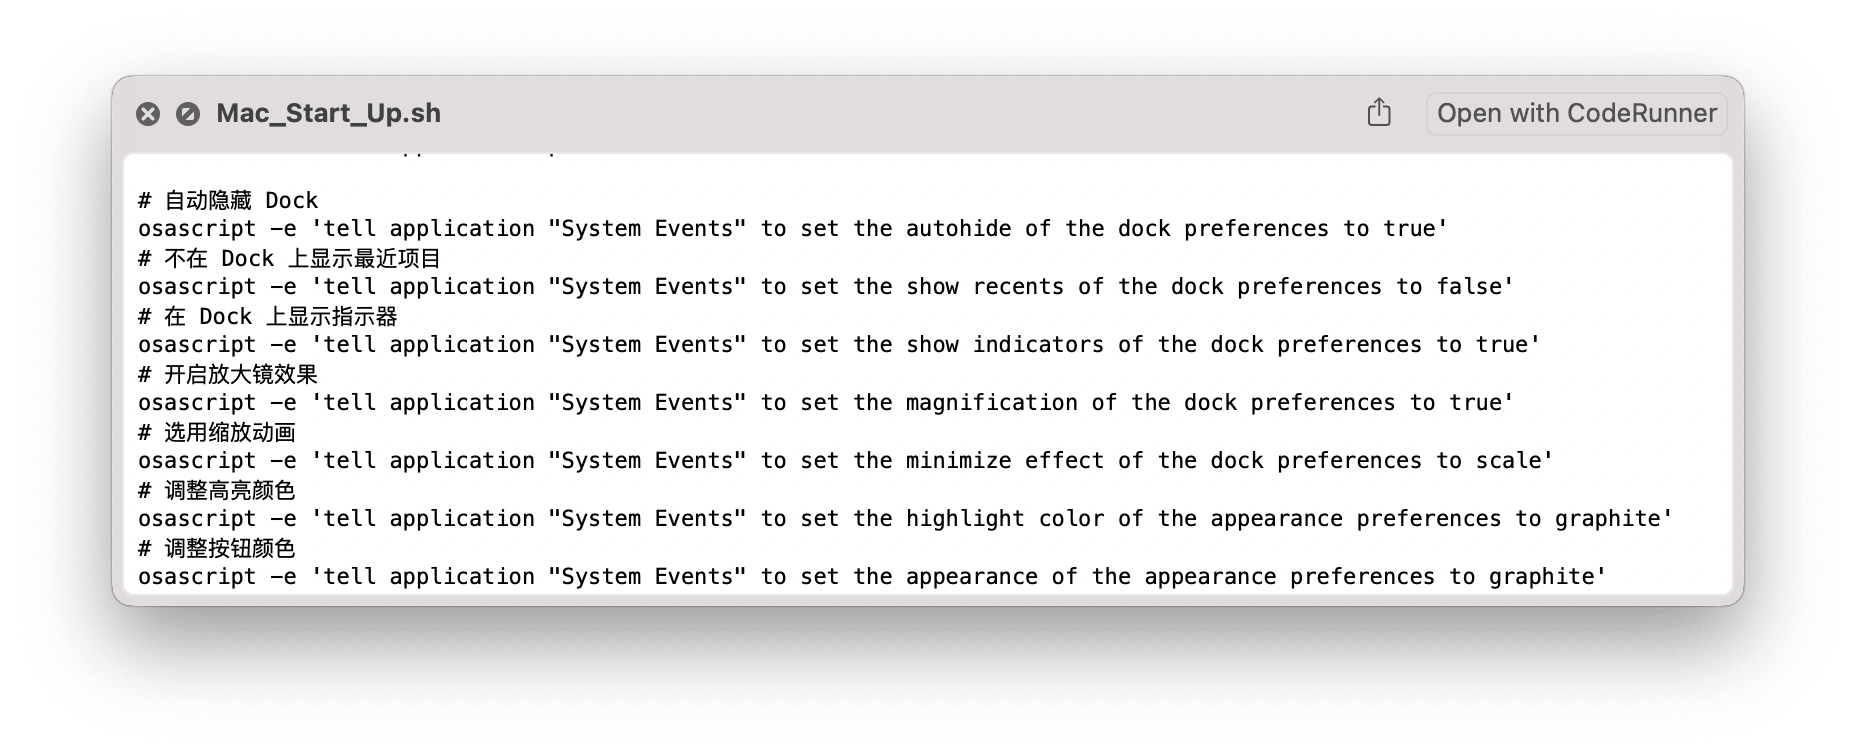 Mac_Start_Up.sh
Open with CodeRunner
# 自动隐藏 Dock
osascript -e 'tell application "System Events" to set the autohide of the dock preferences to true'
# 不在 Dock 上显示最近项目
osascript -e 'tell application "System Events" to set the show recents of the dock preferences to false'
# 在 Dock 上显示指示器
osascript -e 'tell application "System Events" to set the show indicators of the dock preferences to true'
# 开启放大镜效果
osascript -e 'tell application "System Events" to set the magnification of the dock preferences to true'
# 选用缩放动画
osascript -e 'tell application "System Events" to set the minimize effect of the dock preferences to scale'
# 调整高亮颜色
osascript -e 'tell application "System Events" to set the highlight color of the appearance preferences to graphite'
# 调整按钮颜色
osascript -e 'tell application "System Events" to set the appearance of the appearance preferences to graphite'